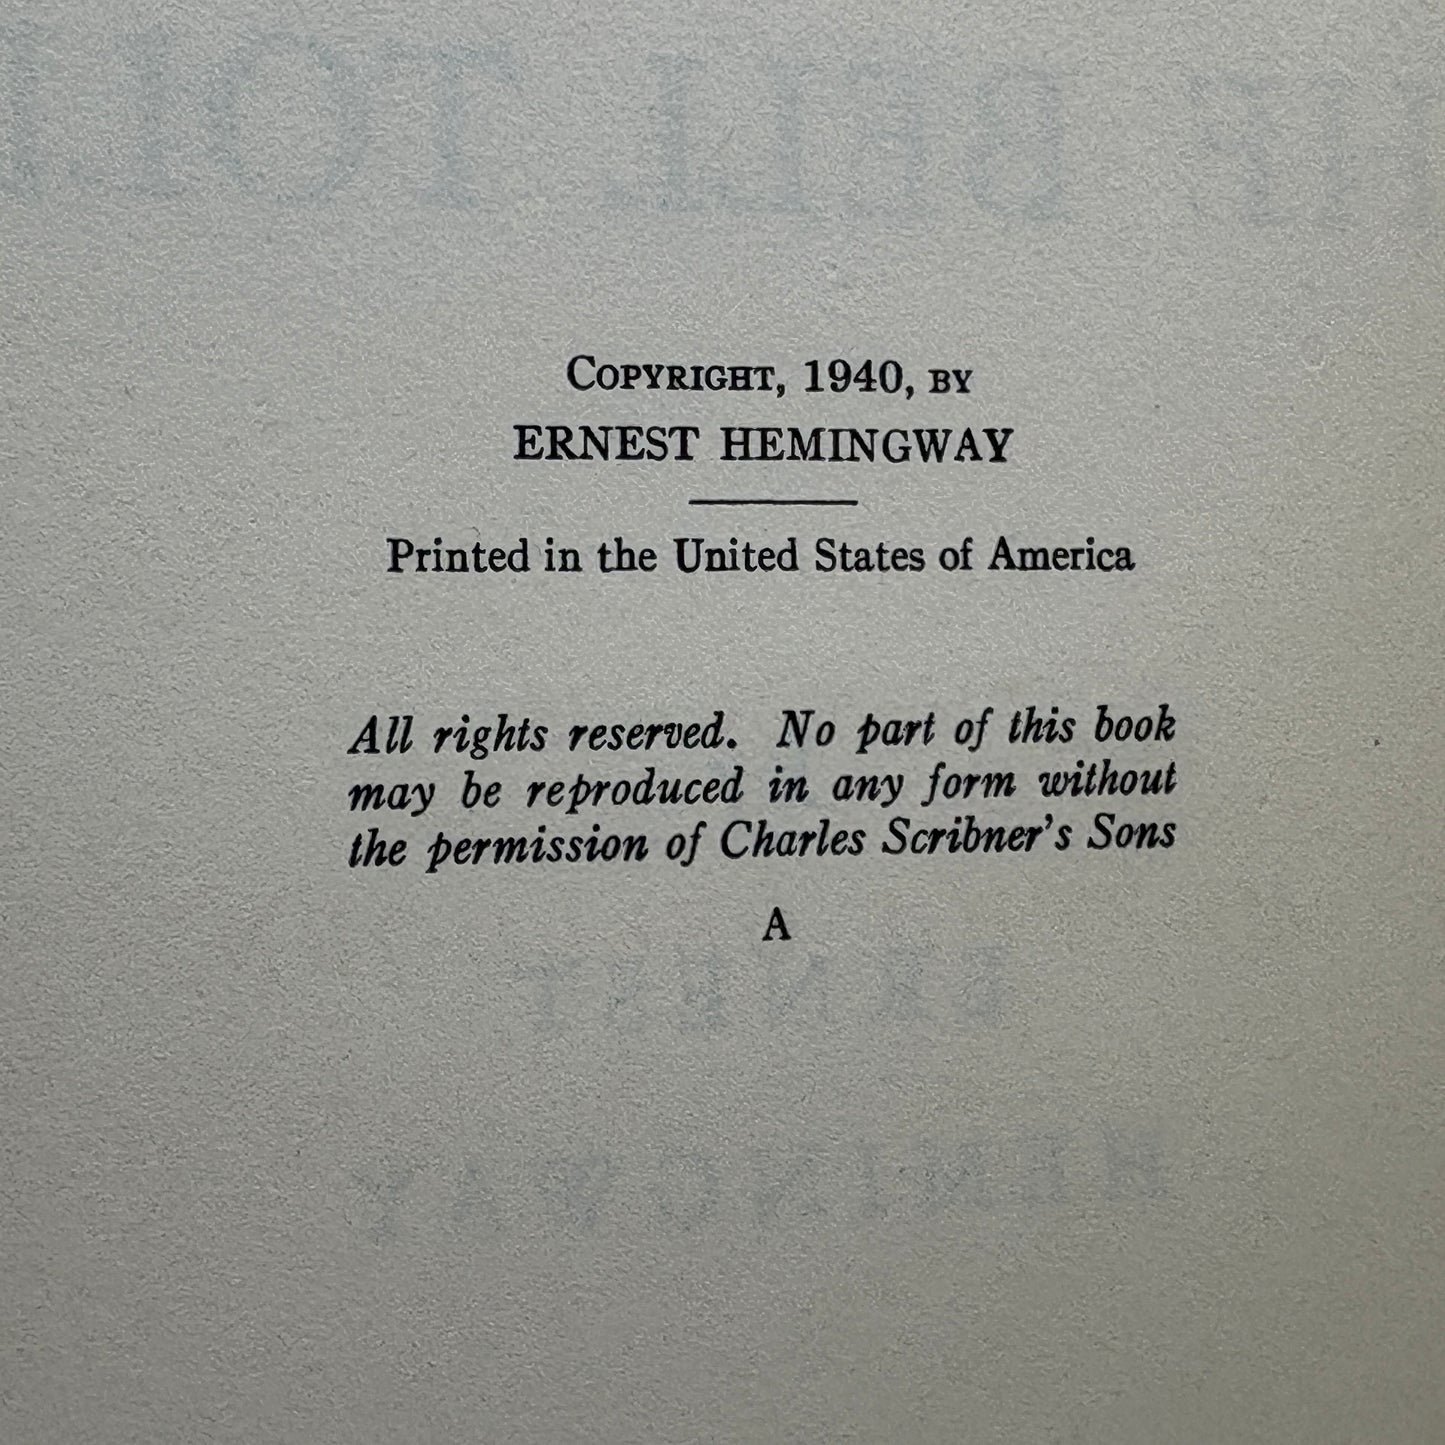 COPYRIGHT, 1940, BY
ERNEST HEMINGWAY
Printed in the United States of America
All rights reserved. No part of this book
may be reproduced in any form without
the permission of Charles Scribner's Sons
A